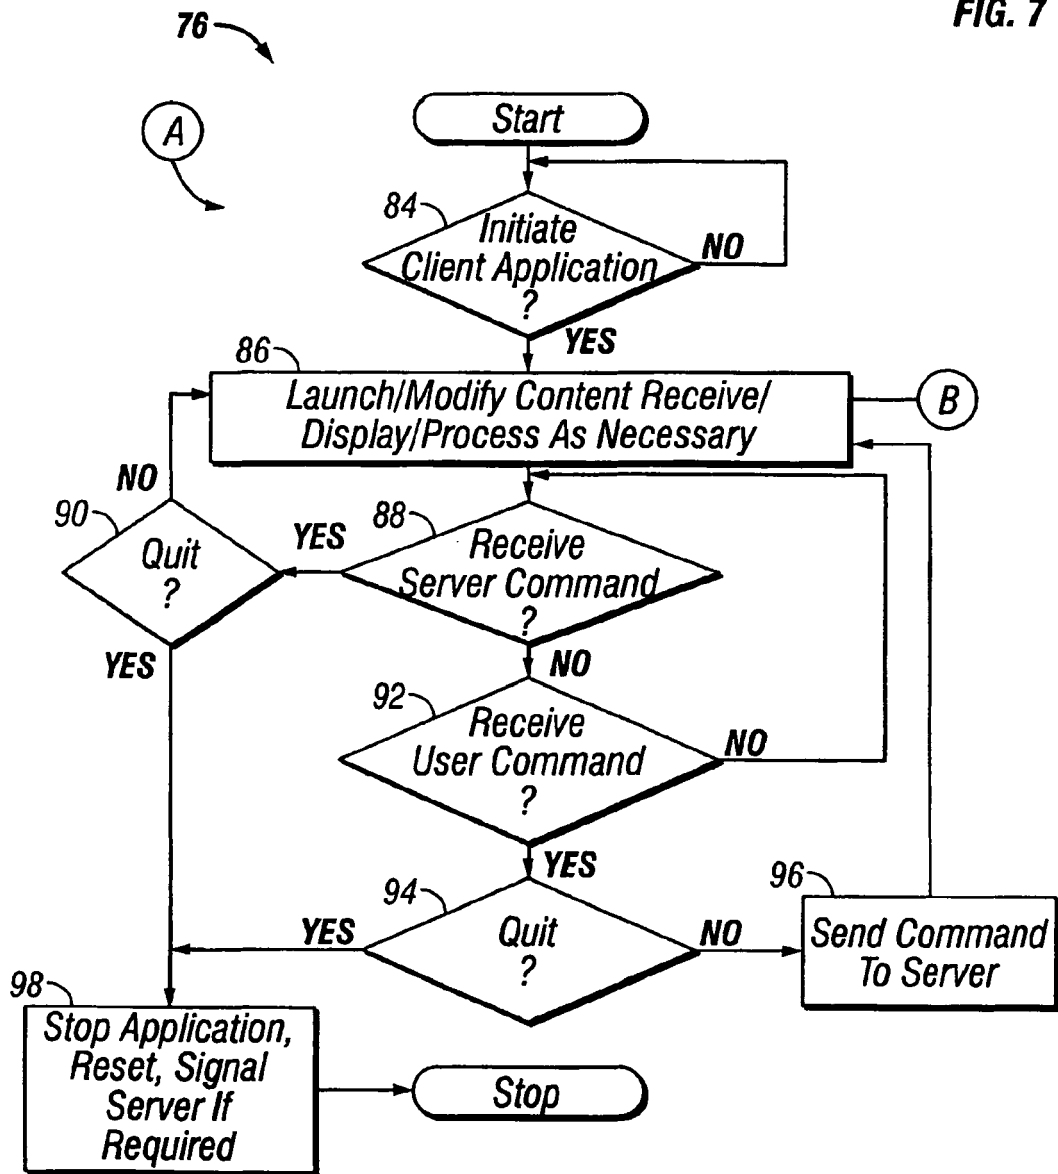 FIG. 7
76
A
Start
84
Initiate
Client Application
?
NO
YES
86
Launch/Modify Content Receive/
Display/Process As Necessary
B
NO
90
Quit
?
YES
88
Receive
Server Command
?
YES
NO
92
Receive
User Command
?
NO
YES
94
Quit
?
YES
NO
96
Send Command
To Server
98
Stop Application,
Reset, Signal
Server If
Required
Stop